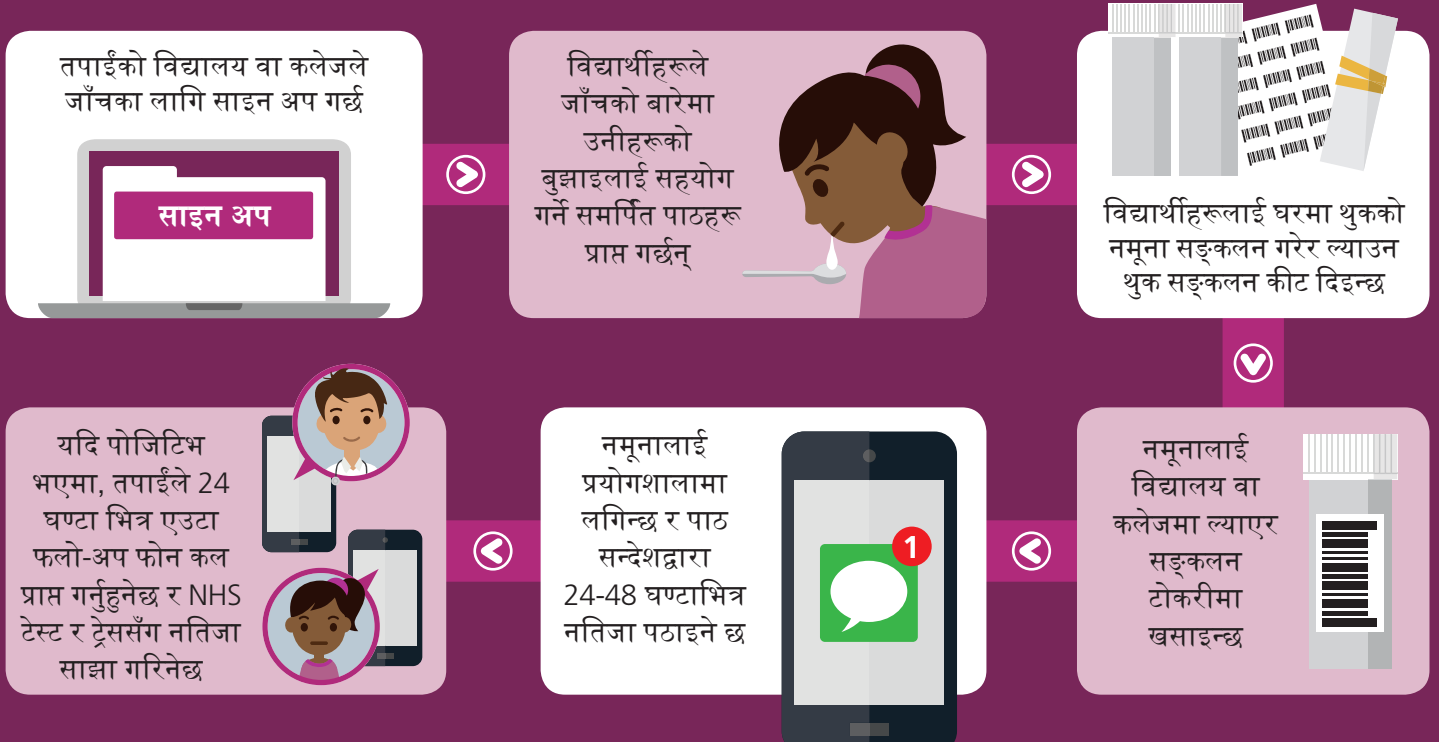 तपाईंको विद्यालय वा कलेजले
जाँचका लागि साइन अप गर्छ
साइन अप
विद्यार्थीहरूले
जाँचको बारेमा
उनीहरूको
बुझाइलाई सहयोग
गर्ने समर्पित पाठहरू
प्राप्त गर्छन्
विद्यार्थीहरूलाई घरमा थुकको
नमूना सङ्कलन गरेर ल्याउन
थुक सङ्कलन कीट दिइन्छ
नमूनालाई
विद्यालय वा
कलेजमा ल्याएर
सङ्कलन
टोकरीमा
खसाइन्छ
नमूनालाई
प्रयोगशालामा
लगिन्छ र पाठ
सन्देशद्वारा
24-48 घण्टाभित्र
नतिजा पठाइने छ
1
यदि पोजिटिभ
भएमा, तपाईंले 24
घण्टा भित्र एउटा
फलो-अप फोन कल
प्राप्त गर्नुहुनेछ र NHS
टेस्ट र ट्रेससँग नतिजा
साझा गरिनेछ